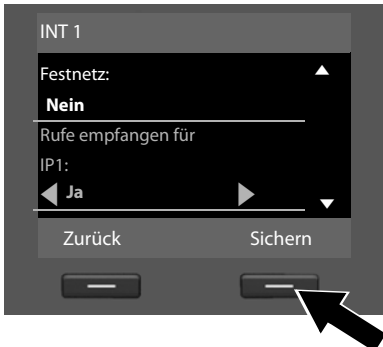 INT 1
Festnetz:
Nein
Rufe empfangen für
IP1:
Ja
Zurück Sichern